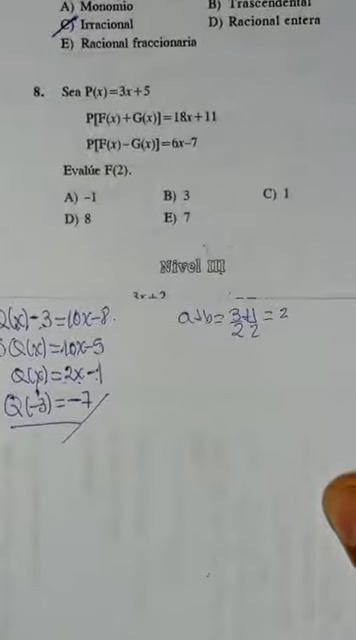 A) Monomio B) Trascendental
C) Irracional D) Racional entera
E) Racional fraccionaria
8. Sea P(x)=3x+5
P[F(x)+G(x)]=18x+11
P[F(x)-G(x)]=6x-7
Evalúe F(2).
A) -1 B) 3 C) 1
D) 8 E) 7
Nivel III
3x+2
Q(x)-3=10x-8.
5Q(x)=10x-5
Q(x)=2x-1
Q(-3)=-7
a+b=3+1/2 2=2